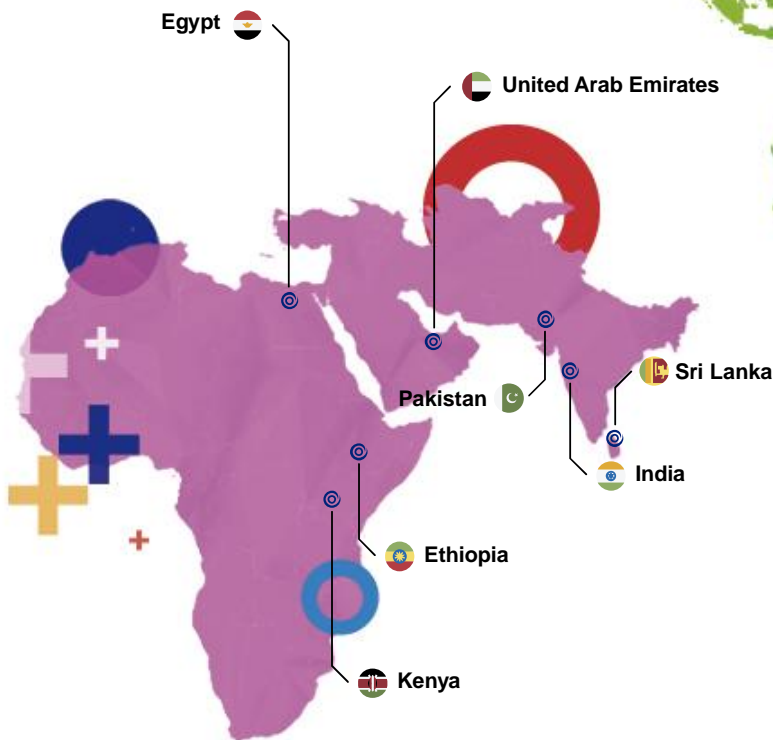 Egypt
United Arab Emirates
Sri Lanka
Pakistan
India
Ethiopia
Kenya